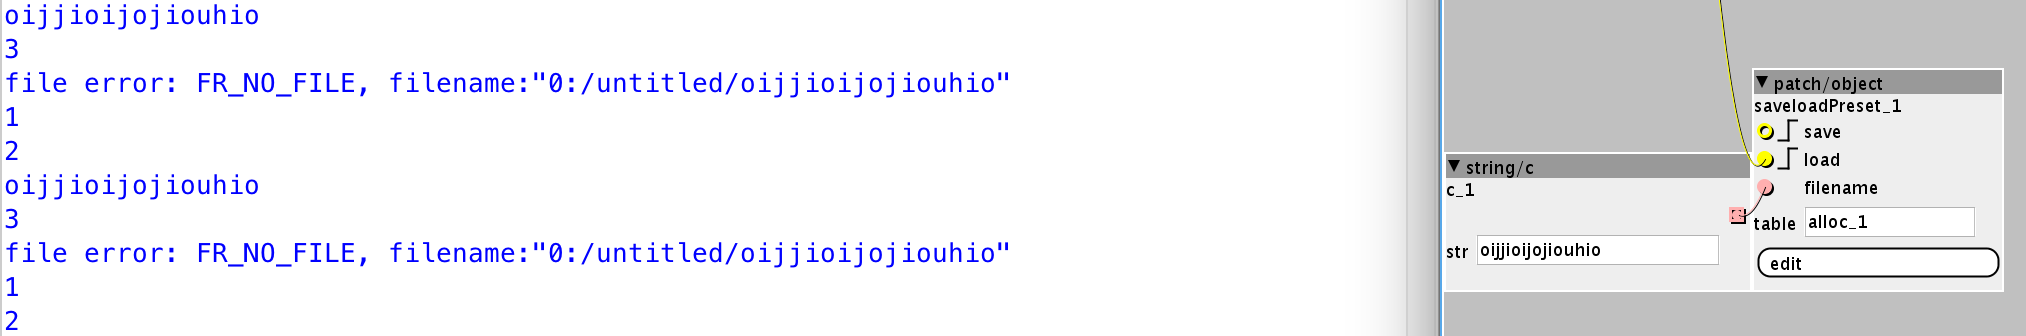 oijjioijojiouhio
3
file error: FR_NO_FILE, filename:"0:/untitled/oijjioijojiouhio"
1
2
oijjioijojiouhio
3
file error: FR_NO_FILE, filename:"0:/untitled/oijjioijojiouhio"
1
2
string/c
c_1
str oijjioijojiouhio
patch/object
saveloadPreset_1
save
load
filename
table alloc_1
edit